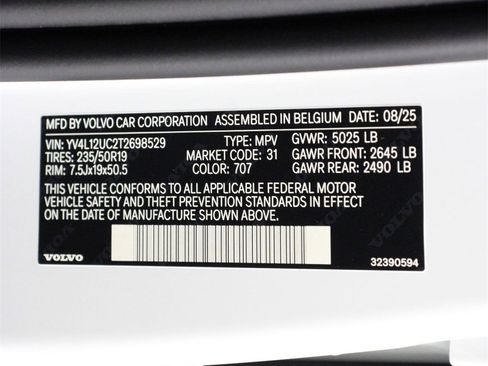 MFD BY VOLVO CAR CORPORATION ASSEMBLED IN BELGIUM DATE: 08/25
VIN: YV4L12UC2T2698529 TYPE: MPV GVWR: 5025 LB
TIRES: 235/50R19 MARKET CODE: 31 GAWR FRONT: 2645 LB
RIM: 7.5Jx19x50.5 COLOR: 707 GAWR REAR: 2490 LB
THIS VEHICLE CONFORMS TO ALL APPLICABLE FEDERAL MOTOR
VEHICLE SAFETY AND THEFT PREVENTION STANDARDS IN EFFECT
ON THE DATE OF MANUFACTURE SHOWN ABOVE.
VOLVO 32390594